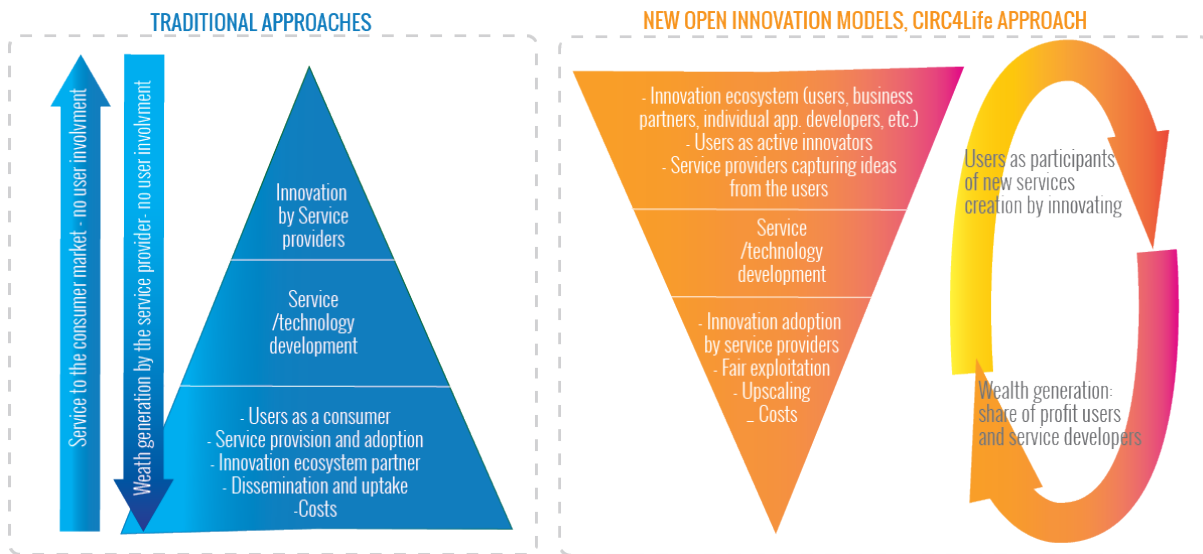 TRADITIONAL APPROACHES
Service to the consumer market - no user involvment
Weath generation by the service provider- no user involvment
Innovation
by Service
providers
Service
/technology
development
- Users as a consumer
- Service provision and adoption
- Innovation ecosystem partner
- Dissemination and uptake
-Costs
NEW OPEN INNOVATION MODELS, CIRC4Life APPROACH
- Innovation ecosystem (users, business
partners, individual app. developers, etc.)
- Users as active innovators
- Service providers capturing ideas
from the users
Service
/technology
development
- Innovation adoption
by service providers
- Fair exploitation
- Upscaling
_ Costs
Users as participants
of new services
creation by innovating
Wealth generation:
share of profit users
and service developers